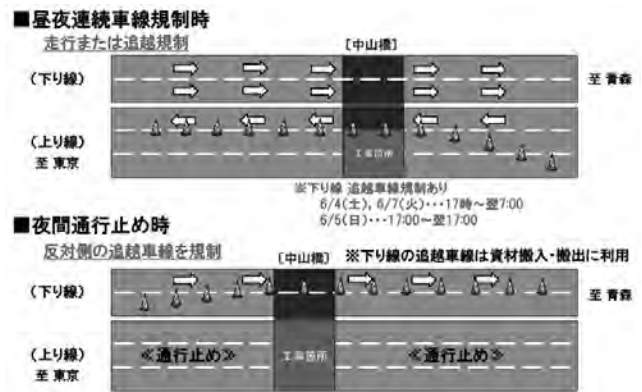 ■昼夜連続車線規制時
走行または追越規制
〔中山橋〕
(下り線)
至 青森
(上り線)
至 東京
工事箇所
※下り線 追越車線規制あり
6/4(土), 6/7(火)・・・17時～翌7:00
6/5(日)・・・17:00～翌17:00
■夜間通行止め時
反対側の追越車線を規制
〔中山橋〕 ※下り線の追越車線は資材搬入・搬出に利用
(下り線)
至 青森
(上り線)
至 東京
≪通行止め≫ 工事箇所 ≪通行止め≫